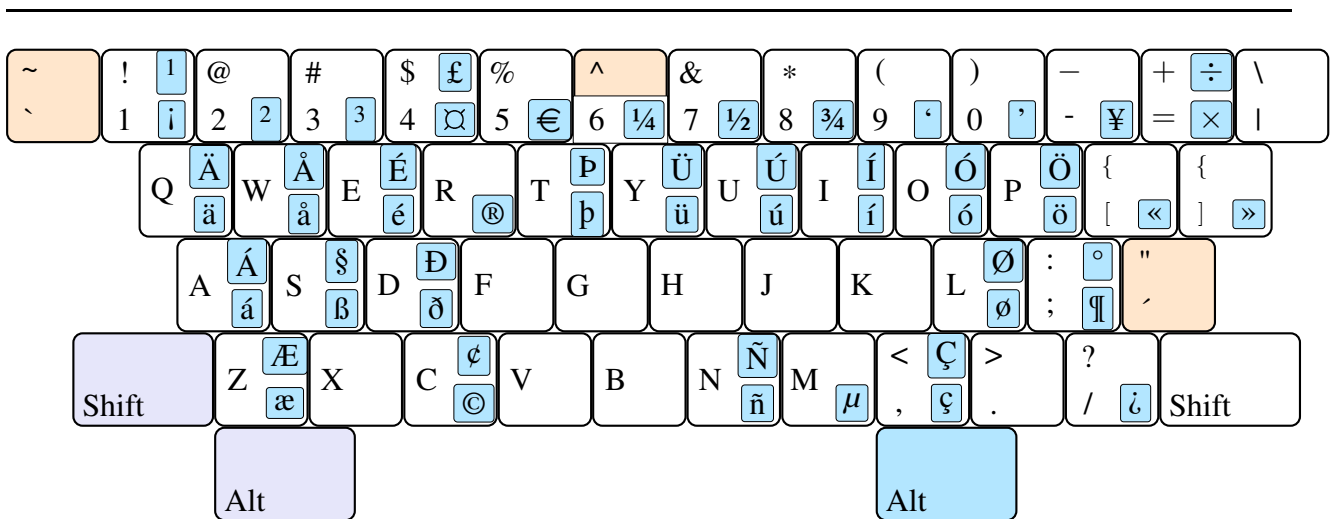 ~ ! 1 @ # $ £ % ^ & * ( ) − + ÷ \
` 1 ¡ 2 2 3 3 4 ¤ 5 € 6 ¼ 7 ½ 8 ¾ 9 ‘ 0 ’ - ¥ = × |
Q Ä W Å E É R T Þ Y Ü U Ú I Í O Ó P Ö { {
ä å é ® þ ü ú í ó ö [ « ] »
A Á S § D Ð F G H J K L Ø : ° "
á ß ð ø ; ¶ ´
Z Æ X C ¢ V B N Ñ M < Ç > ?
Shift æ © ñ µ , ç . / ¿ Shift
Alt Alt